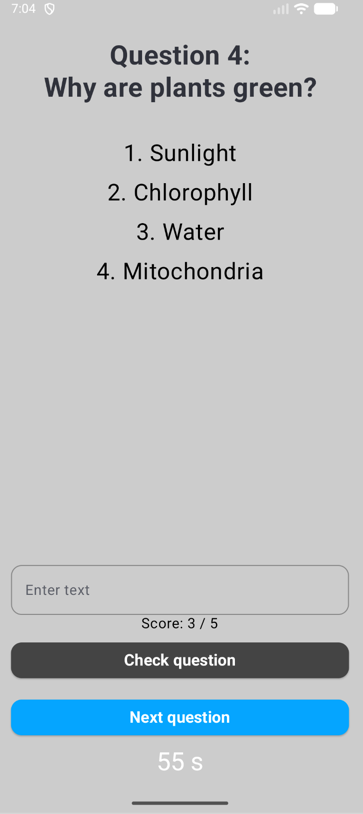 7:04
Question 4:
Why are plants green?
1. Sunlight
2. Chlorophyll
3. Water
4. Mitochondria
Enter text
Score: 3 / 5
Check question
Next question
55 s